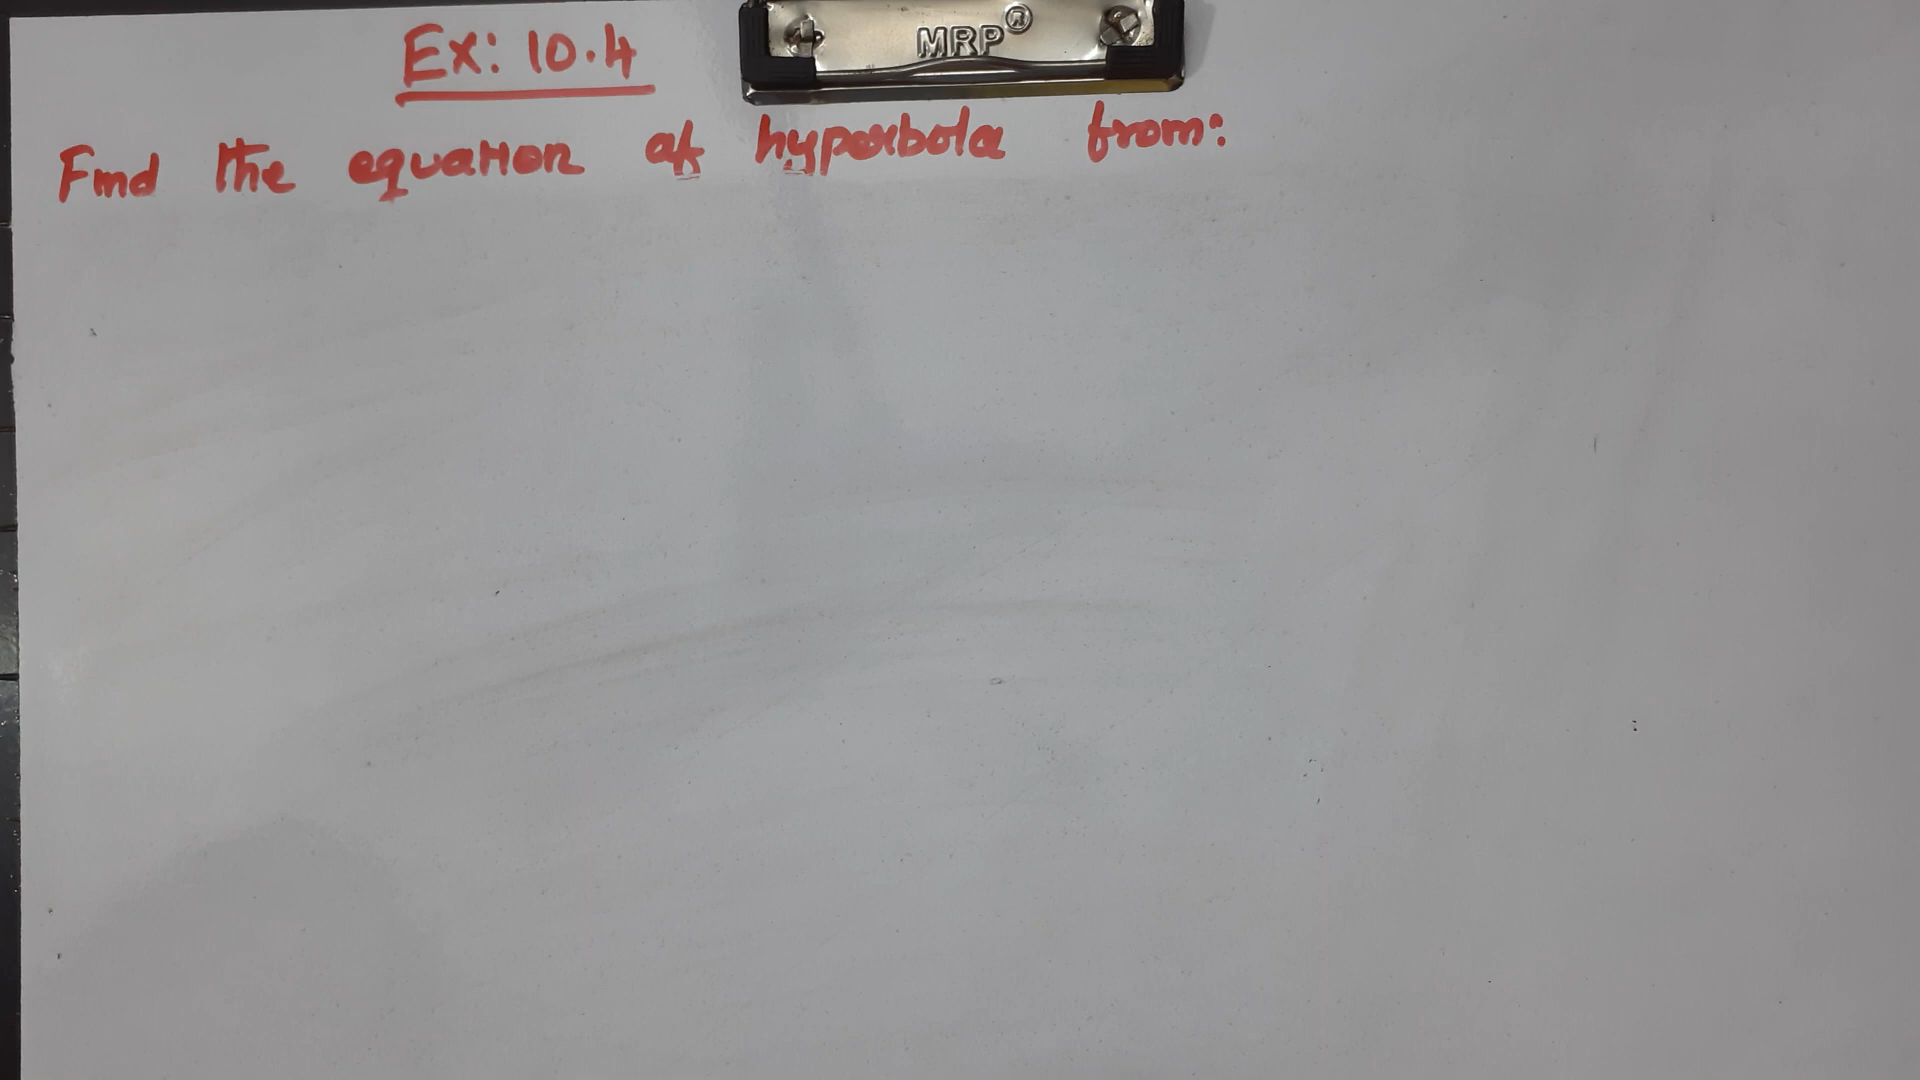 MRP®
Ex: 10.4
Find the equation of hyperbola from: